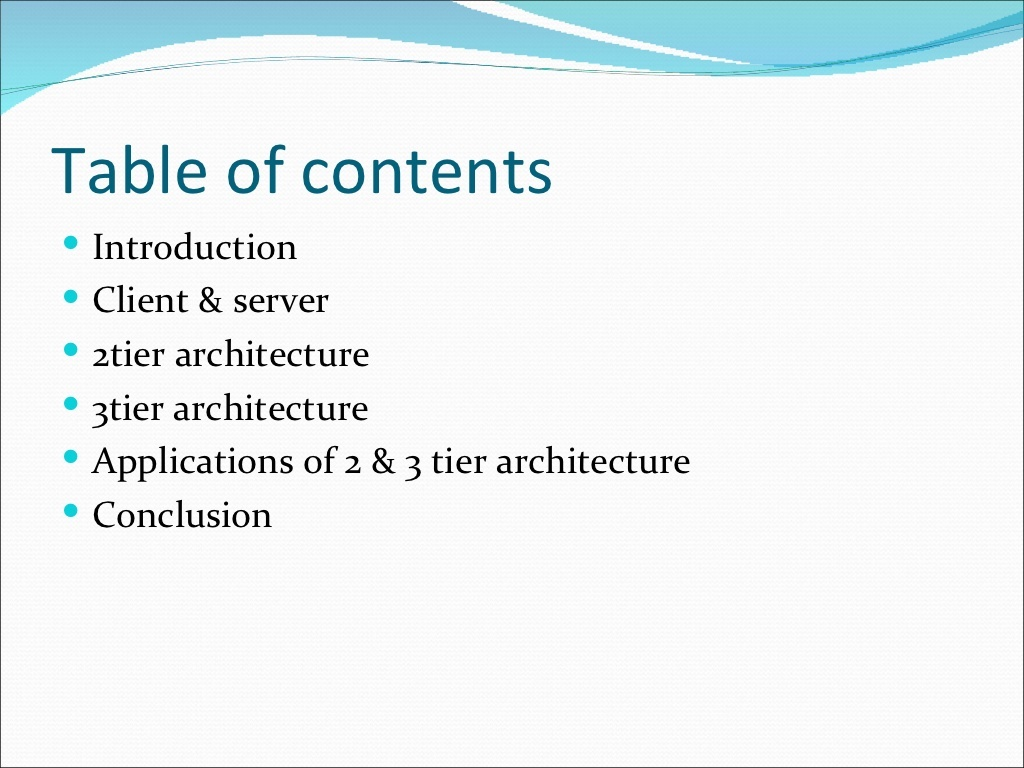 Table of contents
Introduction
Client & server
2tier architecture
3tier architecture
Applications of 2 & 3 tier architecture
Conclusion